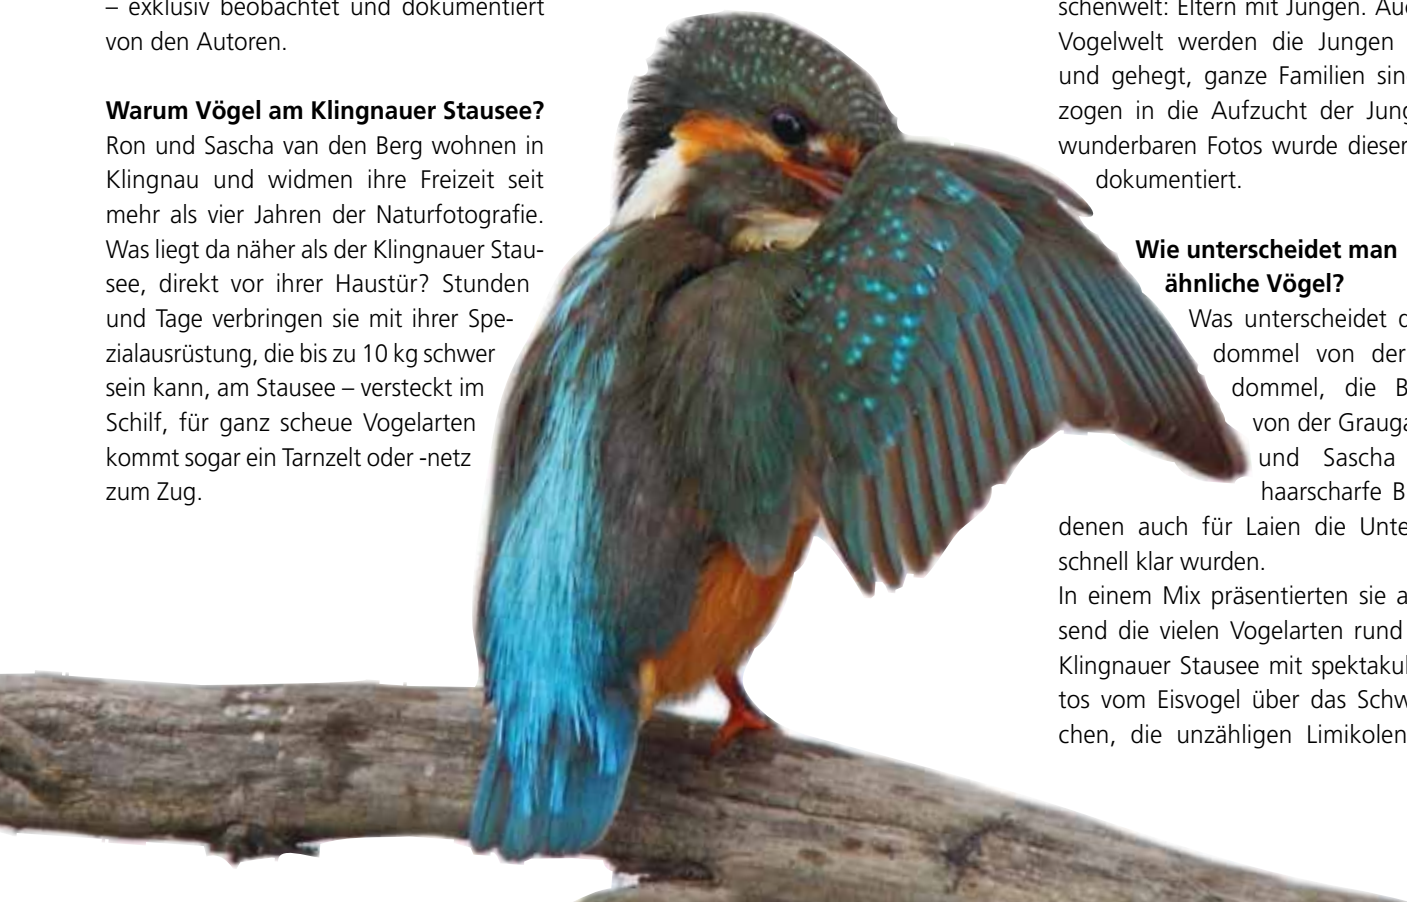 – exklusiv beobachtet und dokumentiert
von den Autoren.
Warum Vögel am Klingnauer Stausee?
Ron und Sascha van den Berg wohnen in
Klingnau und widmen ihre Freizeit seit
mehr als vier Jahren der Naturfotografie.
Was liegt da näher als der Klingnauer Stau-
see, direkt vor ihrer Haustür? Stunden
und Tage verbringen sie mit ihrer Spe-
zialausrüstung, die bis zu 10 kg schwer
sein kann, am Stausee – versteckt im
Schilf, für ganz scheue Vogelarten
kommt sogar ein Tarnzelt oder -netz
zum Zug.
schenwelt: Eltern mit Jungen.
Vogelwelt werden die Jungen
und gehegt, ganze Familien
zogen in die Aufzucht der
wunderbaren Fotos wurde dieser
dokumentiert.
Wie unterscheidet man
ähnliche Vögel?
Was unterscheidet
dommel von der
dommel, die
von der
und Sascha
haarscharfe
denen auch für Laien die
schnell klar wurden.
In einem Mix präsentierten sie
send die vielen Vogelarten rund
Klingnauer Stausee mit
tos vom Eisvogel über das
chen, die unzähligen Limikolen